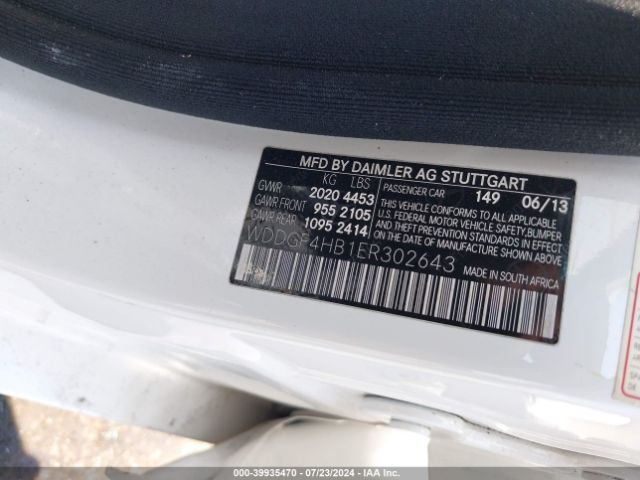 MFD BY DAIMLER AG STUTTGART
KG LBS
GVWR 2020 4453
GAWR FRONT 955 2105
GAWR REAR 1095 2414
PASSENGER CAR 149 06/13
THIS VEHICLE CONFORMS TO ALL APPLICABLE
U.S. FEDERAL MOTOR VEHICLE SAFETY, BUMPER
AND THEFT PREVENTION STANDARDS IN EFFECT
ON THE DATE OF MANUFACTURE SHOWN ABOVE
WDDGF4HB1ER302643
MADE IN SOUTH AFRICA
000-39935470 - 07/23/2024 - IAA Inc.